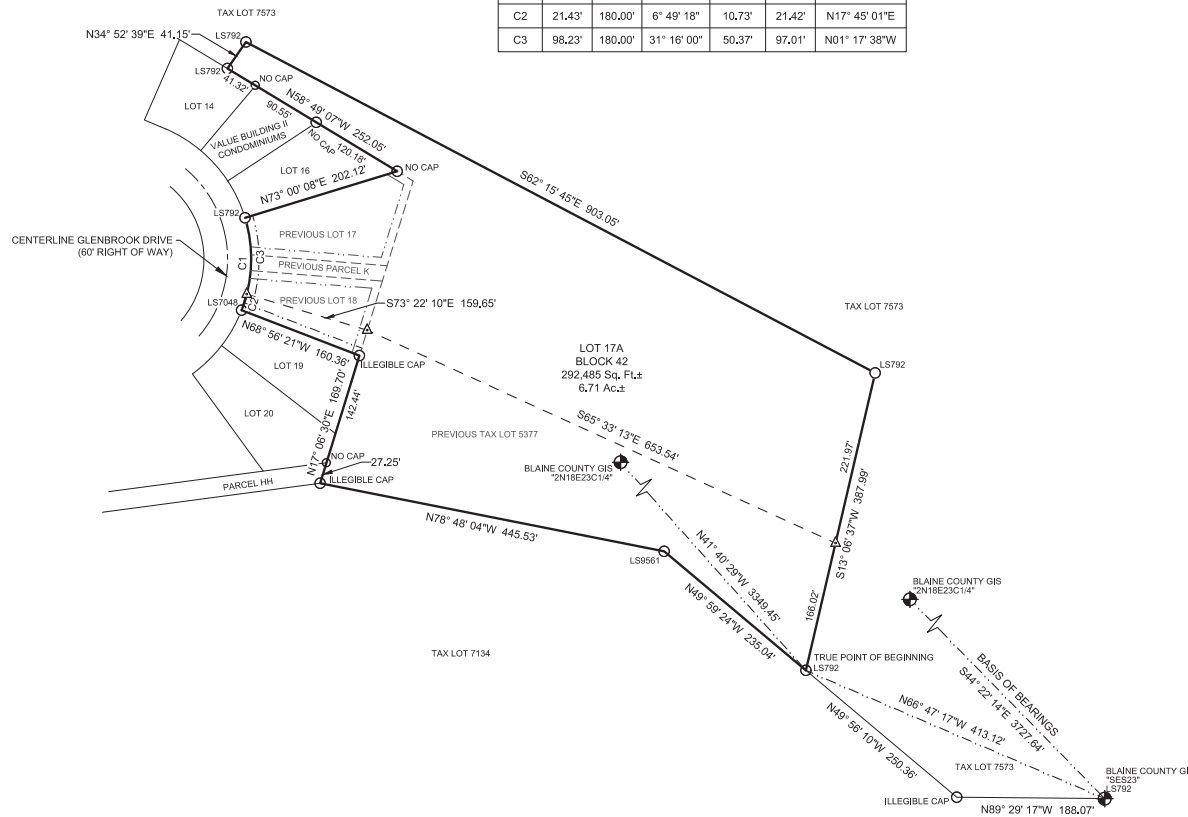 TAX LOT 7573
C2 21.43' 180.00' 6° 49' 18" 10.73' 21.42' N17° 45' 01"E
C3 98.23' 180.00' 31° 16' 00" 50.37' 97.01' N01° 17' 38"W
N34° 52' 39"E 41.15'
LS792
LS792
41.32'
NO CAP
LOT 14
90.55'
N58° 49' 07"W 252.05'
VALUE BUILDING II
CONDOMINIUMS
NO CAP
120.18'
NO CAP
LOT 16
N73° 00' 08"E 202.12'
S62° 15' 45"E 903.05'
LS792
PREVIOUS LOT 17
CENTERLINE GLENBROOK DRIVE
(60' RIGHT OF WAY)
C1
C3
PREVIOUS PARCEL K
C2
PREVIOUS LOT 18
S73° 22' 10"E 159.65'
LS7048
TAX LOT 7573
N68° 56' 21"W 160.36'
ILLEGIBLE CAP
LOT 19
LOT 17A
BLOCK 42
292,485 Sq. Ft.±
6.71 Ac.±
LS792
N17° 06' 30"E 169.70'
142.44'
LOT 20
S65° 33' 13"E 653.54'
PREVIOUS TAX LOT 5377
221.97'
S13° 06' 37"W 387.99'
NO CAP
27.25'
BLAINE COUNTY GIS
"2N18E23C1/4"
PARCEL HH
ILLEGIBLE CAP
N78° 48' 04"W 445.53'
N41° 40' 29"W 3349.45'
LS9561
166.02'
BLAINE COUNTY GIS
"2N18E23C1/4"
N49° 59' 24"W 235.04'
TAX LOT 7134
TRUE POINT OF BEGINNING
LS792
BASIS OF BEARINGS
S44° 22' 14"E 3727.64'
N66° 47' 17"W 413.12'
N49° 56' 10"W 250.36'
TAX LOT 7573
BLAINE COUNTY GI
"SES23"
LS792
ILLEGIBLE CAP
N89° 29' 17"W 188.07'